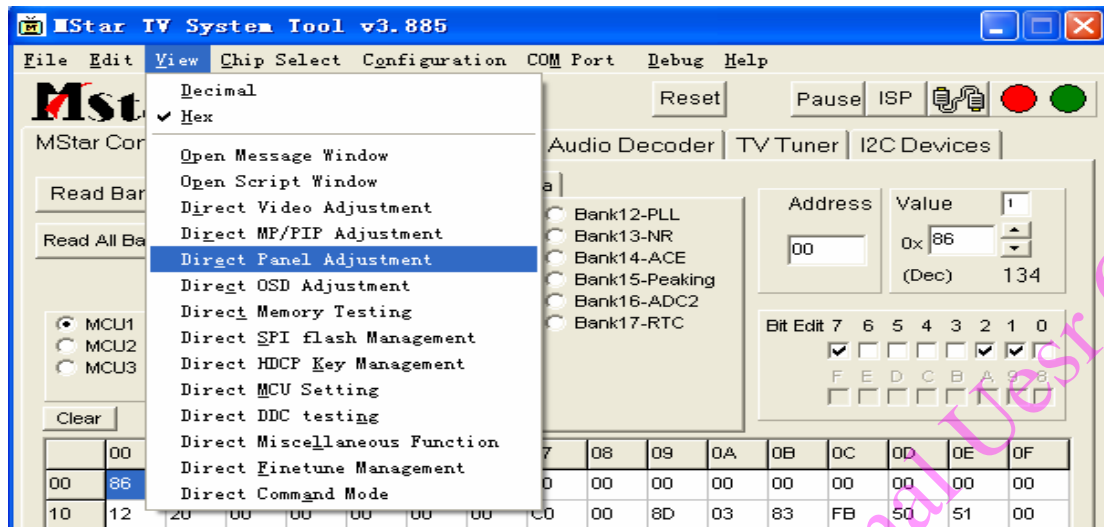 MStar TV System Tool v3.885
File Edit View Chip Select Configuration COM Port Debug Help
Decimal
Hex
Open Message Window
Open Script Window
Direct Video Adjustment
Direct MP/PIP Adjustment
Direct Panel Adjustment
Direct OSD Adjustment
Direct Memory Testing
Direct SPI flash Management
Direct HDCP Key Management
Direct MCU Setting
Direct DDC testing
Direct Miscellaneous Function
Direct Finetune Management
Direct Command Mode
Reset Pause ISP
MStar Audio Decoder TV Tuner I2C Devices
Read
Read All
MCU1
MCU2
MCU3
Clear
Bank12-PLL
Bank13-NR
Bank14-ACE
Bank15-Peaking
Bank16-ADC2
Bank17-RTC
Address Value 1
00 0x 86
(Dec) 134
Bit Edit 7 6 5 4 3 2 1 0
F E D C B A 9 8
00 08 09 0A 0B 0C 0D 0E 0F
00 86 00 00 00 00 00 00 00 00
10 12 20 00 00 00 00 00 C0 00 8D 03 83 FB 50 51 00
Uesr